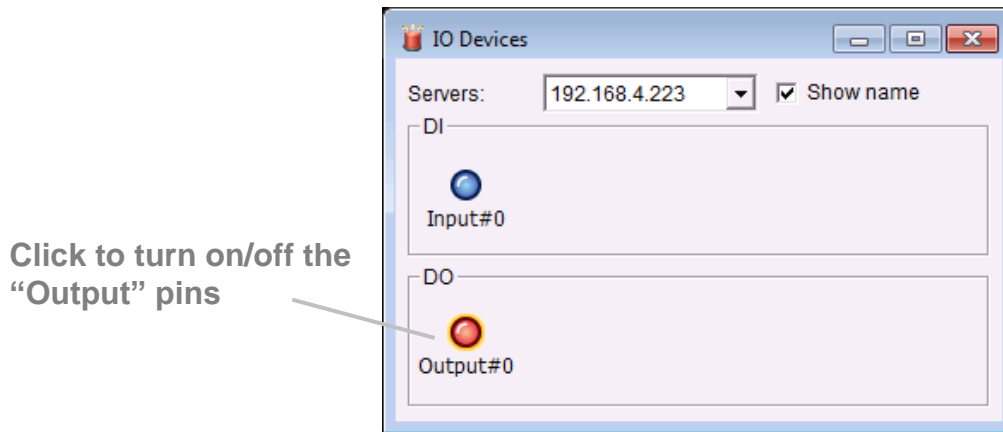 IO Devices
Servers: 192.168.4.223 Show name
DI
Input#0
Click to turn on/off the
“Output” pins
DO
Output#0